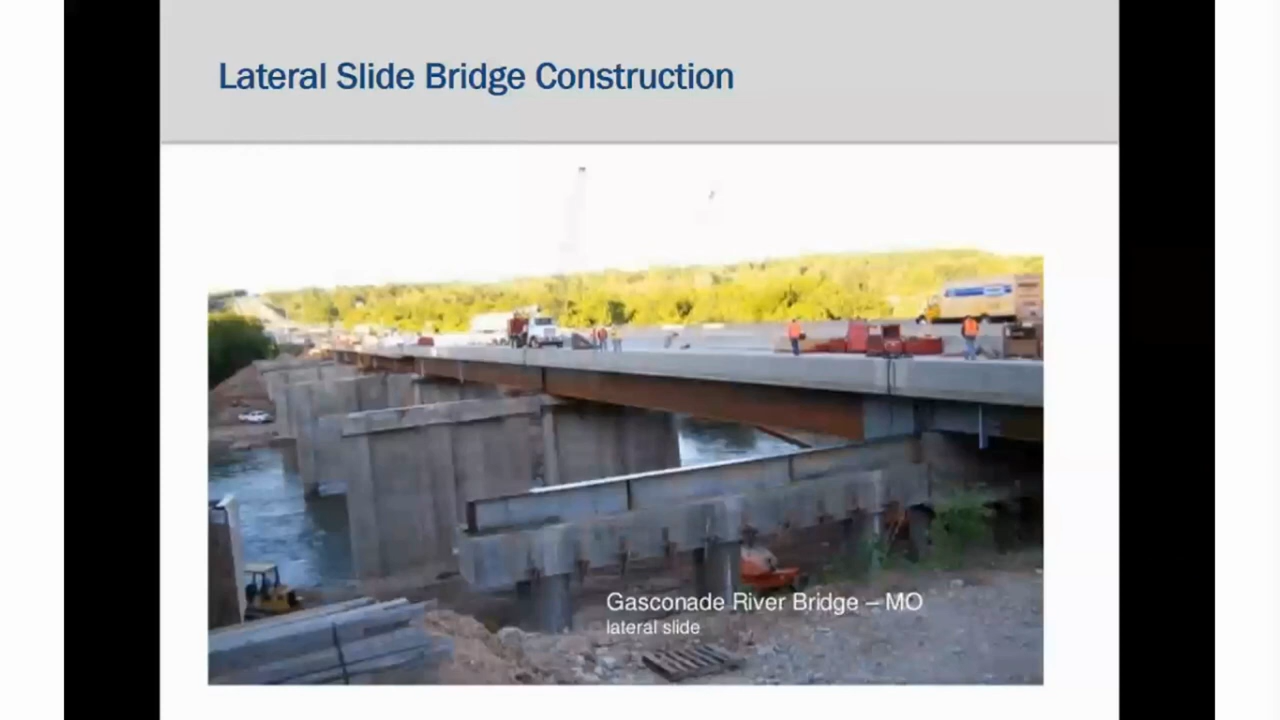 Lateral Slide Bridge Construction
Gasconade River Bridge – MO
lateral slide